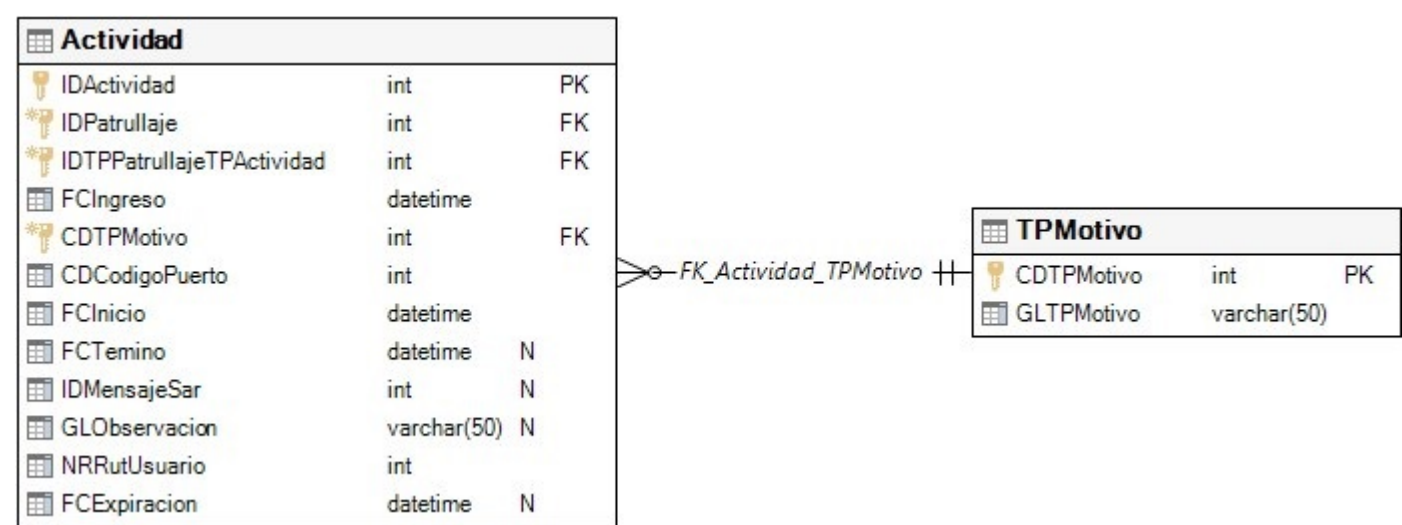 Actividad
IDActividad int PK
IDPatrullaje int FK
IDTPPatrullajeTPActividad int FK
FCIngreso datetime
CDTPMotivo int FK
CDCodigoPuerto int
FCInicio datetime
FCTemino datetime N
IDMensajeSar int N
GLObservacion varchar(50) N
NRRutUsuario int
FCExpiracion datetime N
FK_Actividad_TPMotivo
TPMotivo
CDTPMotivo int PK
GLTPMotivo varchar(50)